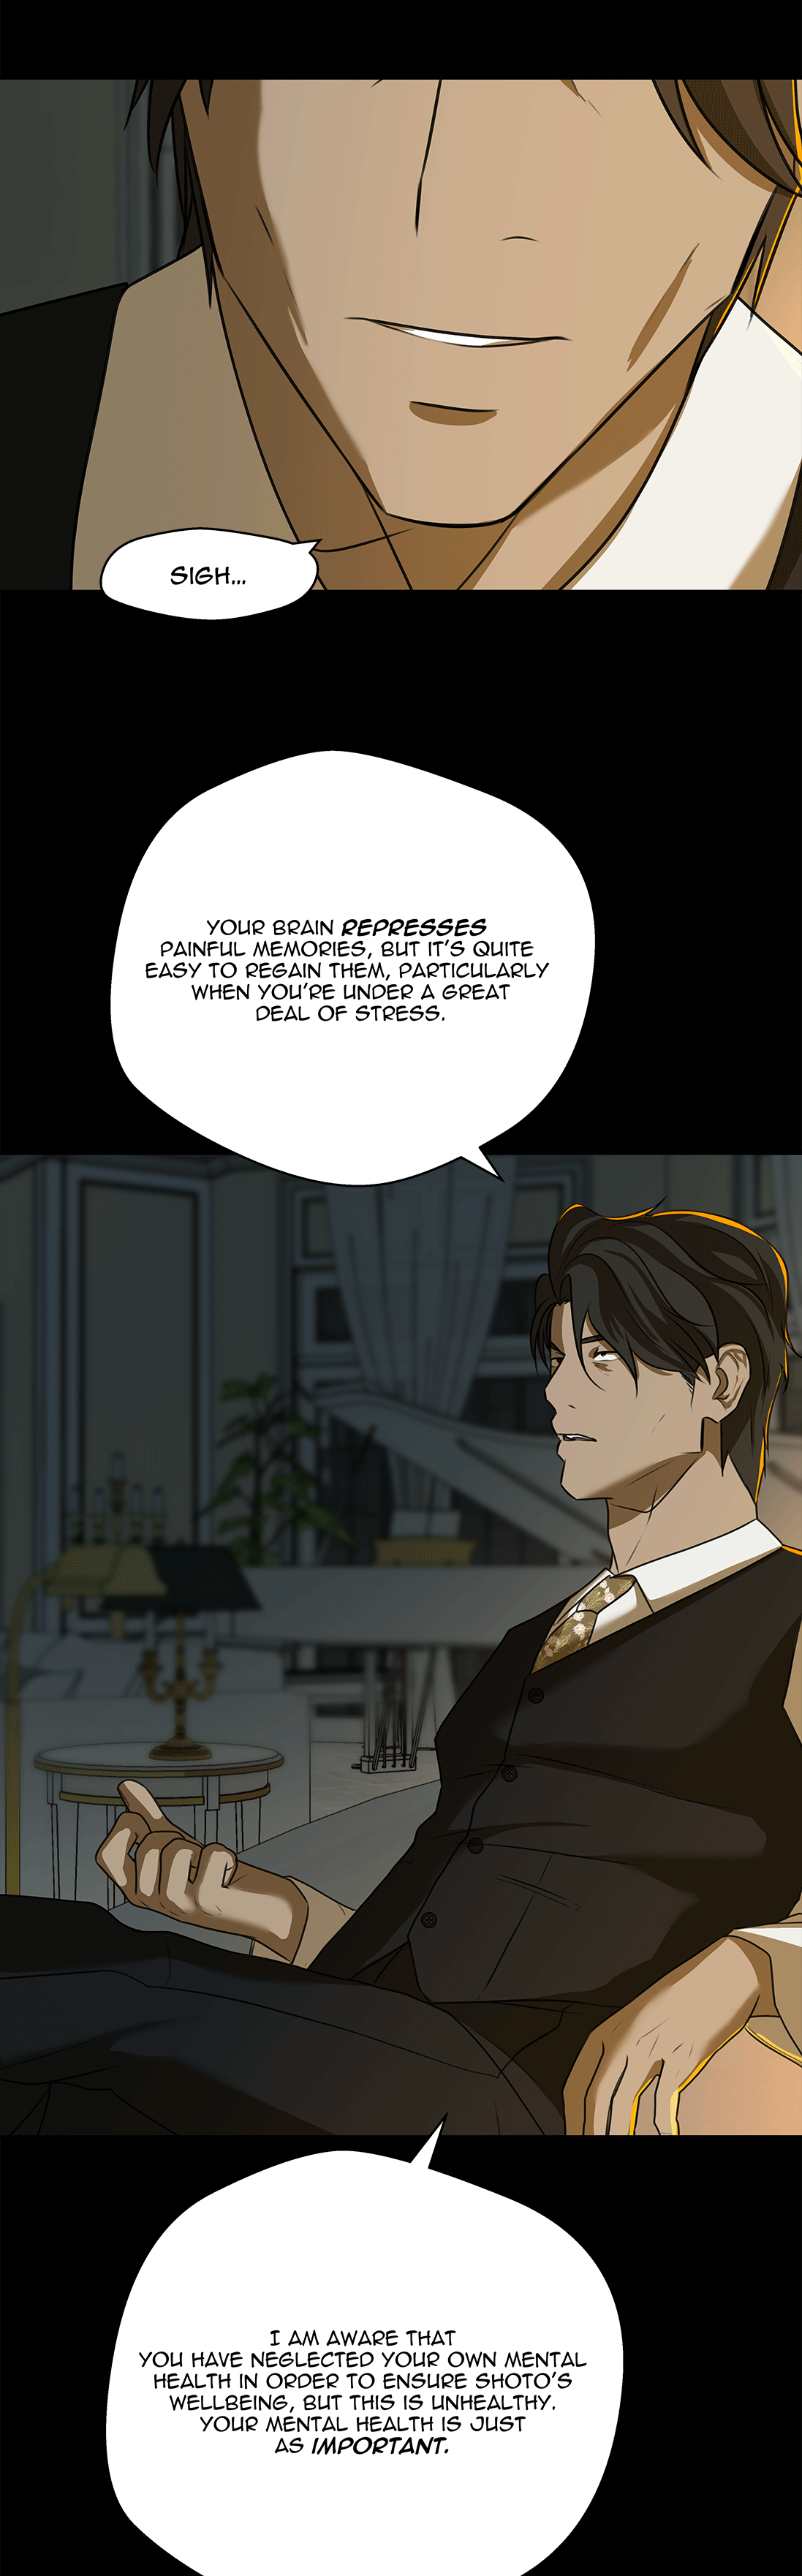 SIGH...
YOUR BRAIN REPRESSES
PAINFUL MEMORIES, BUT IT'S QUITE
EASY TO REGAIN THEM, PARTICULARLY
WHEN YOU'RE UNDER A GREAT
DEAL OF STRESS.
I AM AWARE THAT
YOU HAVE NEGLECTED YOUR OWN MENTAL
HEALTH IN ORDER TO ENSURE SHOTO'S
WELLBEING, BUT THIS IS UNHEALTHY.
YOUR MENTAL HEALTH IS JUST
AS IMPORTANT.